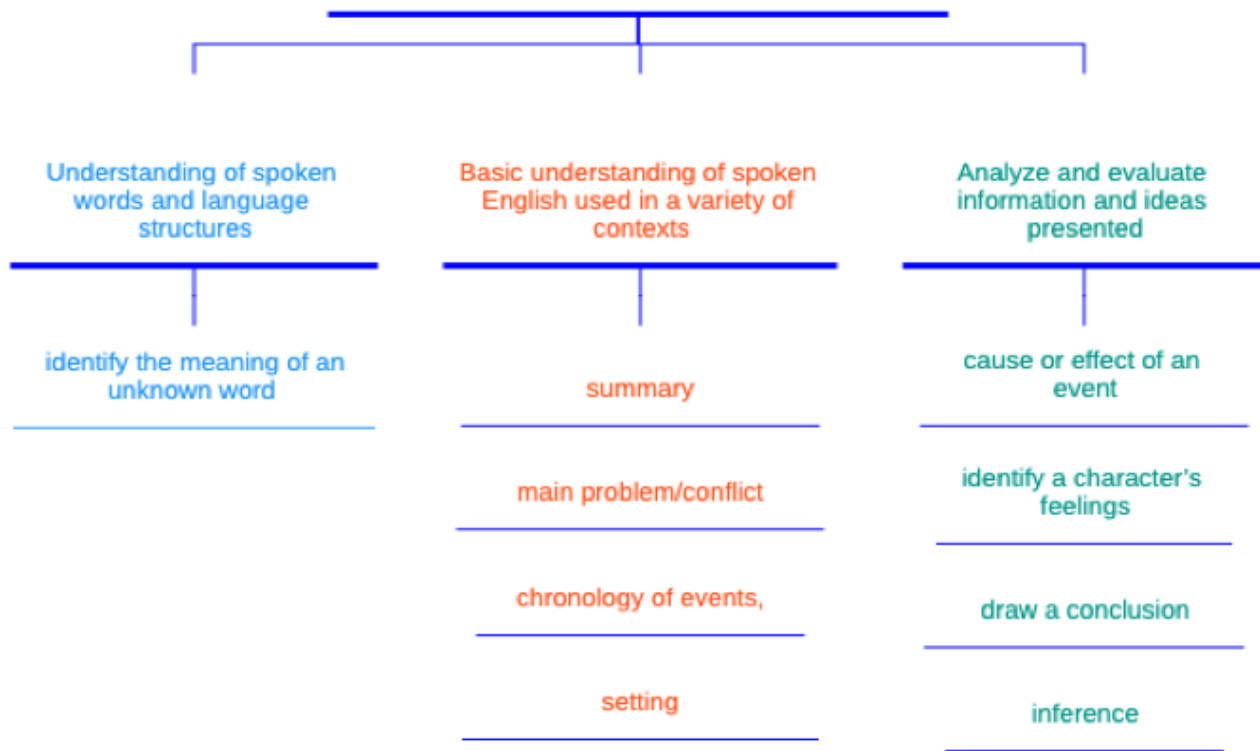 Understanding of spoken
words and language
structures
identify the meaning of an
unknown word
Basic understanding of spoken
English used in a variety of
contexts
summary
main problem/conflict
chronology of events,
setting
Analyze and evaluate
information and ideas
presented
cause or effect of an
event
identify a character's
feelings
draw a conclusion
inference